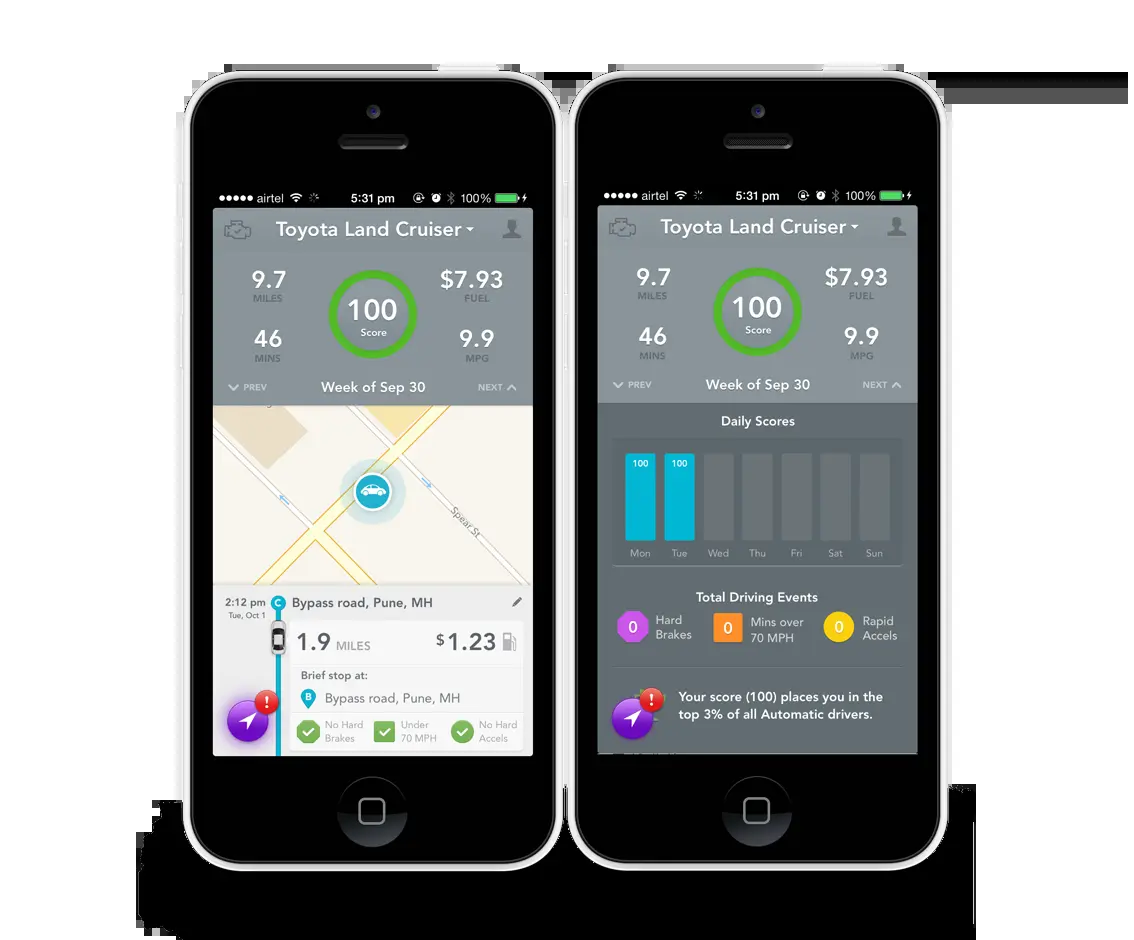 airtel 5:31 pm 100%
Toyota Land Cruiser
9.7
MILES
100
Score
$7.93
FUEL
46
MINS
9.9
MPG
PREV Week of Sep 30 NEXT
Spear St
2:12 pm
Tue, Oct 1
C
Bypass road, Pune, MH
1.9 MILES $1.23
Brief stop at:
B Bypass road, Pune, MH
!
No Hard
Brakes
Under
70 MPH
No Hard
Accels
airtel 5:31 pm 100%
Toyota Land Cruiser
9.7
MILES
100
Score
$7.93
FUEL
46
MINS
9.9
MPG
PREV Week of Sep 30 NEXT
Daily Scores
100 100
Mon Tue Wed Thu Fri Sat Sun
Total Driving Events
0 Hard
Brakes
0 Mins over
70 MPH
0 Rapid
Accels
!
Your score (100) places you in the
top 3% of all Automatic drivers.